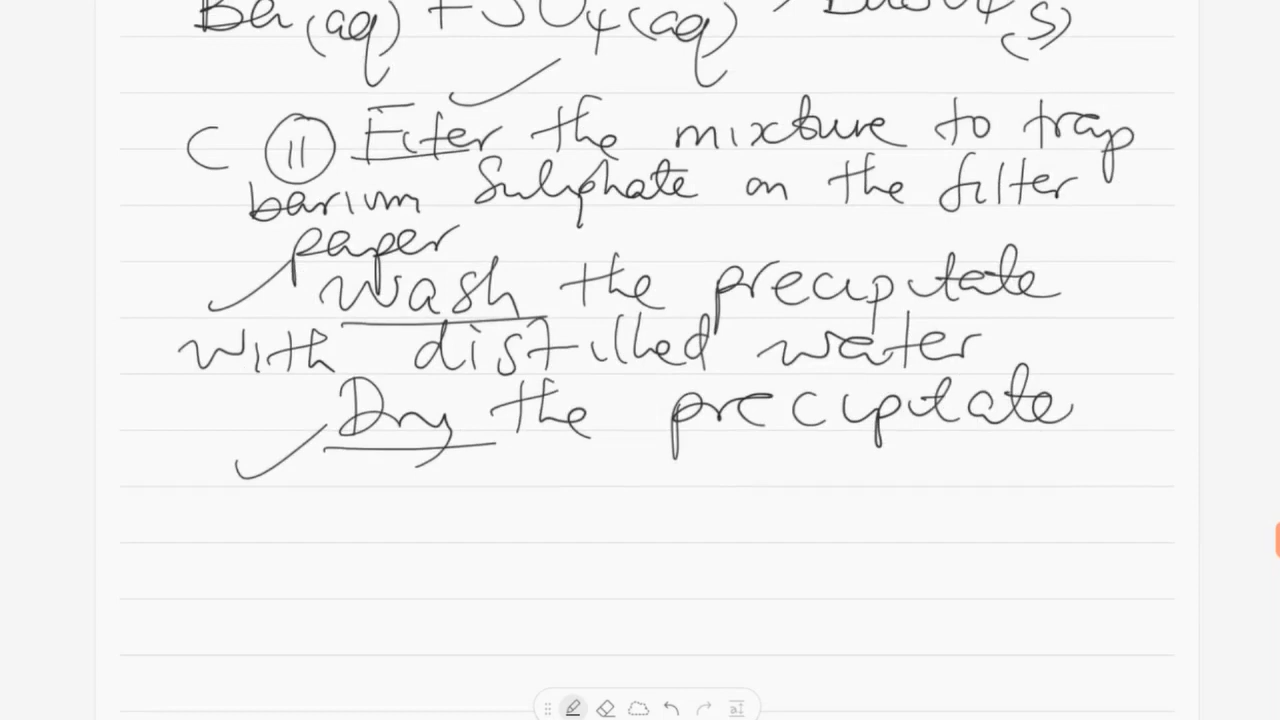 Ba(aq) + SO4(aq) → BaSO4(s)
C (ii) Filter the mixture to trap
barium Sulphate on the filter
paper
Wash the precipitate
with distilled water
Dry the precipitate